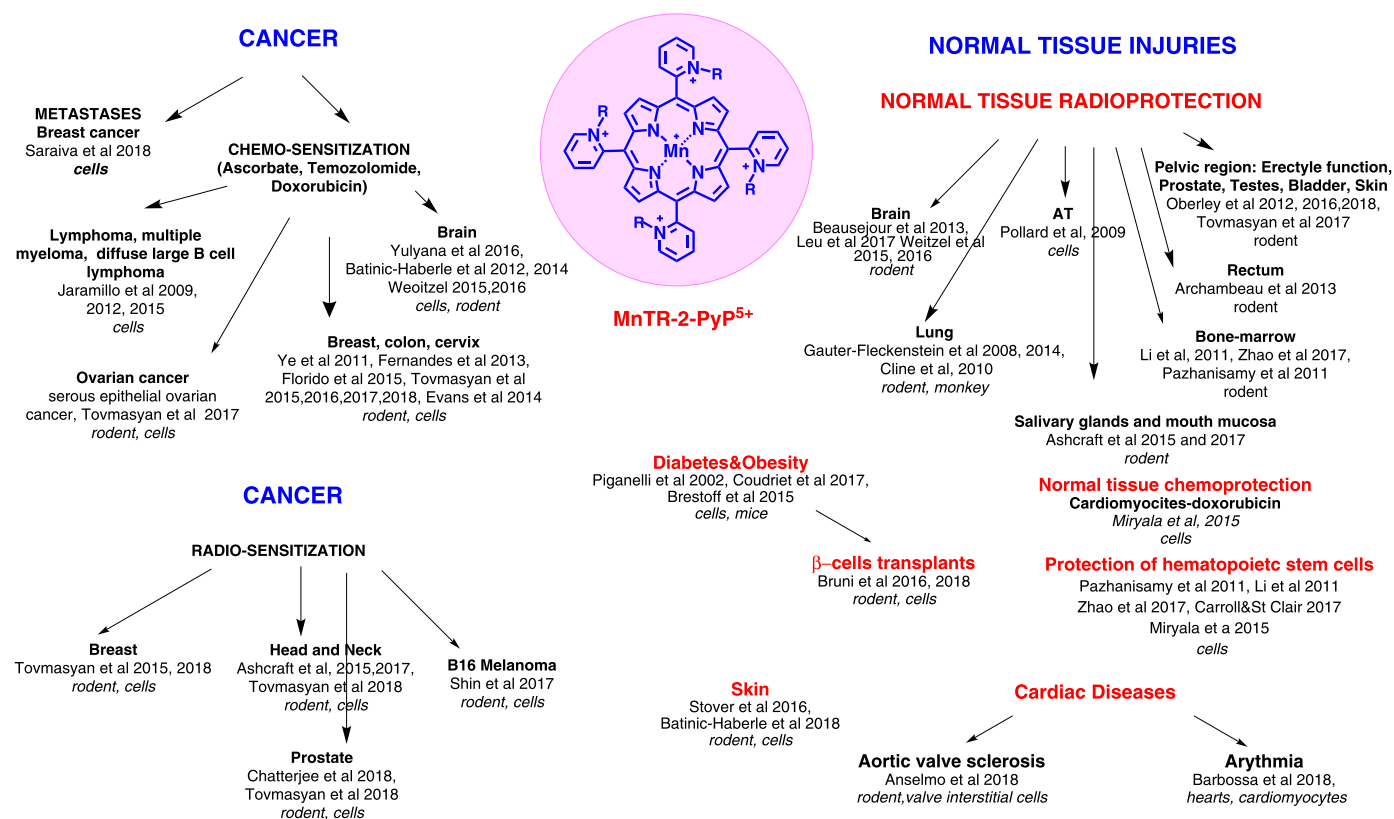 CANCER
METASTASES
Breast cancer
Saraiva et al 2018
cells
CHEMO-SENSITIZATION
(Ascorbate, Temozolomide,
Doxorubicin)
Lymphoma, multiple
myeloma, diffuse large B cell
lymphoma
Jaramillo et al 2009,
2012, 2015
cells
Brain
Yulyana et al 2016,
Batinic-Haberle et al 2012, 2014
Weoitzel 2015,2016
cells, rodent
Ovarian cancer
serous epithelial ovarian
cancer, Tovmasyan et al 2017
rodent, cells
Breast, colon, cervix
Ye et al 2011, Fernandes et al 2013,
Florido et al 2015, Tovmasyan et al
2015,2016,2017,2018, Evans et al 2014
rodent, cells
CANCER
RADIO-SENSITIZATION
Breast
Tovmasyan et al 2015, 2018
rodent, cells
Head and Neck
Ashcraft et al, 2015,2017,
Tovmasyan et al 2018
rodent, cells
B16 Melanoma
Shin et al 2017
rodent, cells
Prostate
Chatterjee et al 2018,
Tovmasyan et al 2018
rodent, cells
N
+
R
R
N
+
N
N
+
Mn
N
N
N
+
R
R
N
+
MnTR-2-PyP5+
Diabetes&Obesity
Piganelli et al 2002, Coudriet et al 2017,
Brestoff et al 2015
cells, mice
β–cells transplants
Bruni et al 2016, 2018
rodent, cells
Skin
Stover et al 2016,
Batinic-Haberle et al 2018
rodent, cells
NORMAL TISSUE INJURIES
NORMAL TISSUE RADIOPROTECTION
Brain
Beausejour et al 2013,
Leu et al 2017 Weitzel et al
2015, 2016
rodent
AT
Pollard et al, 2009
cells
Pelvic region: Erectyle function,
Prostate, Testes, Bladder, Skin
Oberley et al 2012, 2016,2018,
Tovmasyan et al 2017
rodent
Rectum
Archambeau et al 2013
rodent
Lung
Gauter-Fleckenstein et al 2008, 2014,
Cline et al, 2010
rodent, monkey
Bone-marrow
Li et al, 2011, Zhao et al 2017,
Pazhanisamy et al 2011
rodent
Salivary glands and mouth mucosa
Ashcraft et al 2015 and 2017
rodent
Normal tissue chemoprotection
Cardiomyocites-doxorubicin
Miryala et al, 2015
cells
Protection of hematopoietc stem cells
Pazhanisamy et al 2011, Li et al 2011
Zhao et al 2017, Carroll&St Clair 2017
Miryala et a 2015
cells
Cardiac Diseases
Aortic valve sclerosis
Anselmo et al 2018
rodent,valve interstitial cells
Arythmia
Barbossa et al 2018,
hearts, cardiomyocytes